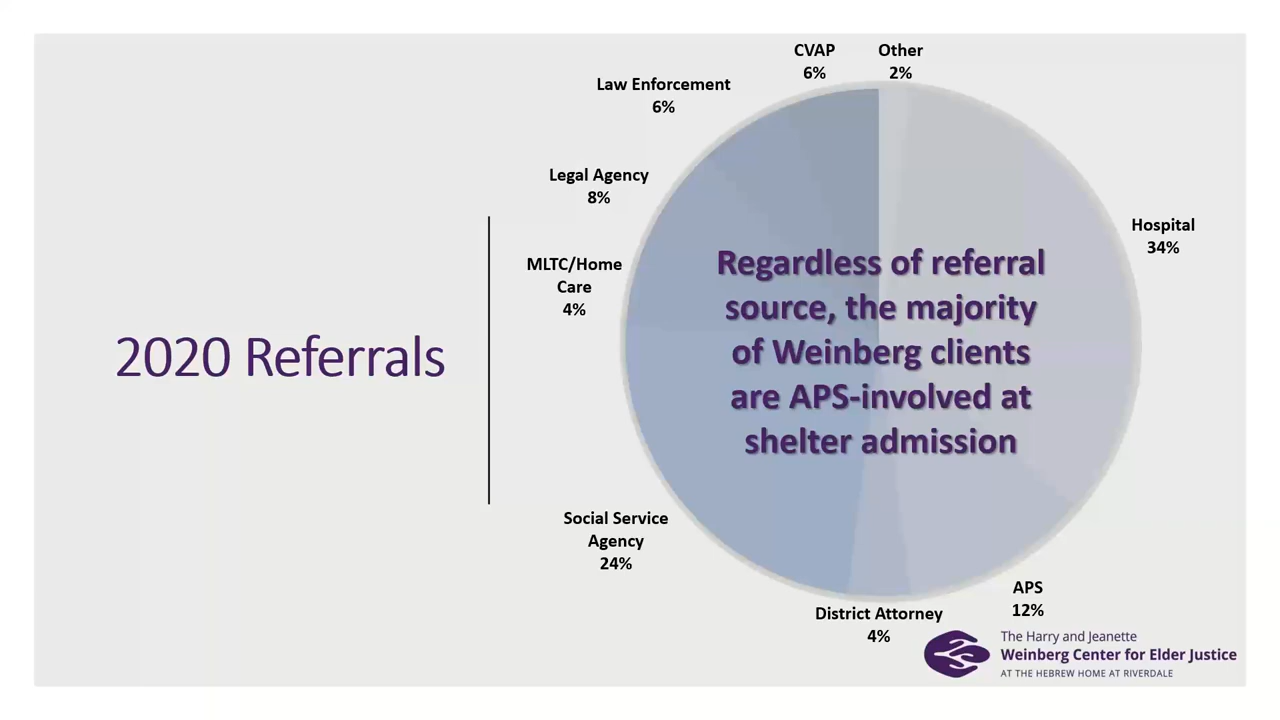 2020 Referrals
CVAP
6%
Other
2%
Law Enforcement
6%
Legal Agency
8%
MLTC/Home
Care
4%
Hospital
34%
Social Service
Agency
24%
District Attorney
4%
APS
12%
Regardless of referral
source, the majority
of Weinberg clients
are APS-involved at
shelter admission
The Harry and Jeanette
Weinberg Center for Elder Justice
AT THE HEBREW HOME AT RIVERDALE